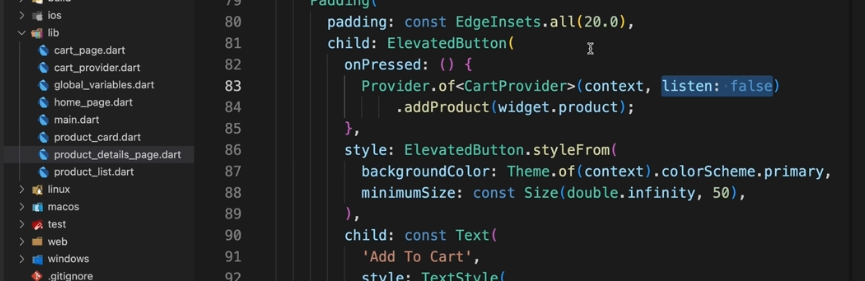 ios
lib
cart_page.dart
cart_provider.dart
global_variables.dart
home_page.dart
main.dart
product_card.dart
product_details_page.dart
product_list.dart
linux
macos
test
web
windows
.gitignore
79 Padding(
80 padding: const EdgeInsets.all(20.0),
81 child: ElevatedButton(
82 onPressed: () {
83 Provider.of<CartProvider>(context, listen: false)
84 .addProduct(widget.product);
85 },
86 style: ElevatedButton.styleFrom(
87 backgroundColor: Theme.of(context).colorScheme.primary,
88 minimumSize: const Size(double.infinity, 50),
89 ),
90 child: const Text(
91 'Add To Cart',
92 style: TextStyle(